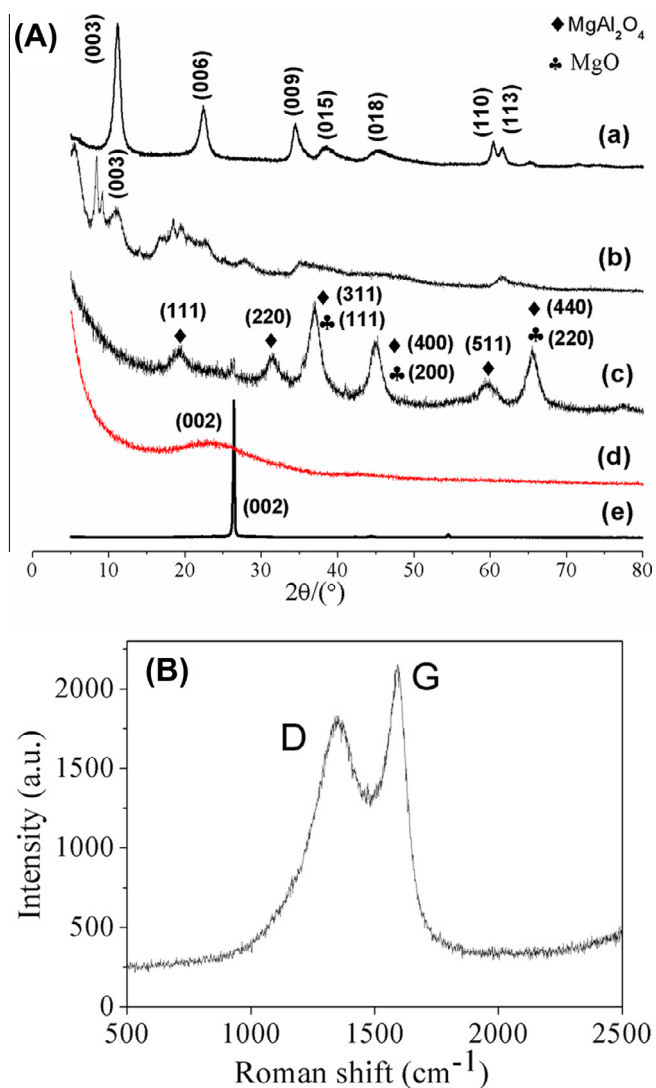 (A)
♦ MgAl₂O₄
♣ MgO
(003)
(006)
(009)
(015)
(018)
(110)
(113)
(a)
(003)
(b)
(111)
(220)
♦ (311)
♣ (111)
♦ (400)
♣ (200)
(511)
♦ (440)
♣ (220)
(c)
(002)
(d)
(002)
(e)
0 10 20 30 40 50 60 70 80
2θ/(°)
(B)
G
D
2000
1500
1000
500
0
Intensity (a.u.)
500 1000 1500 2000 2500
Roman shift (cm⁻¹)